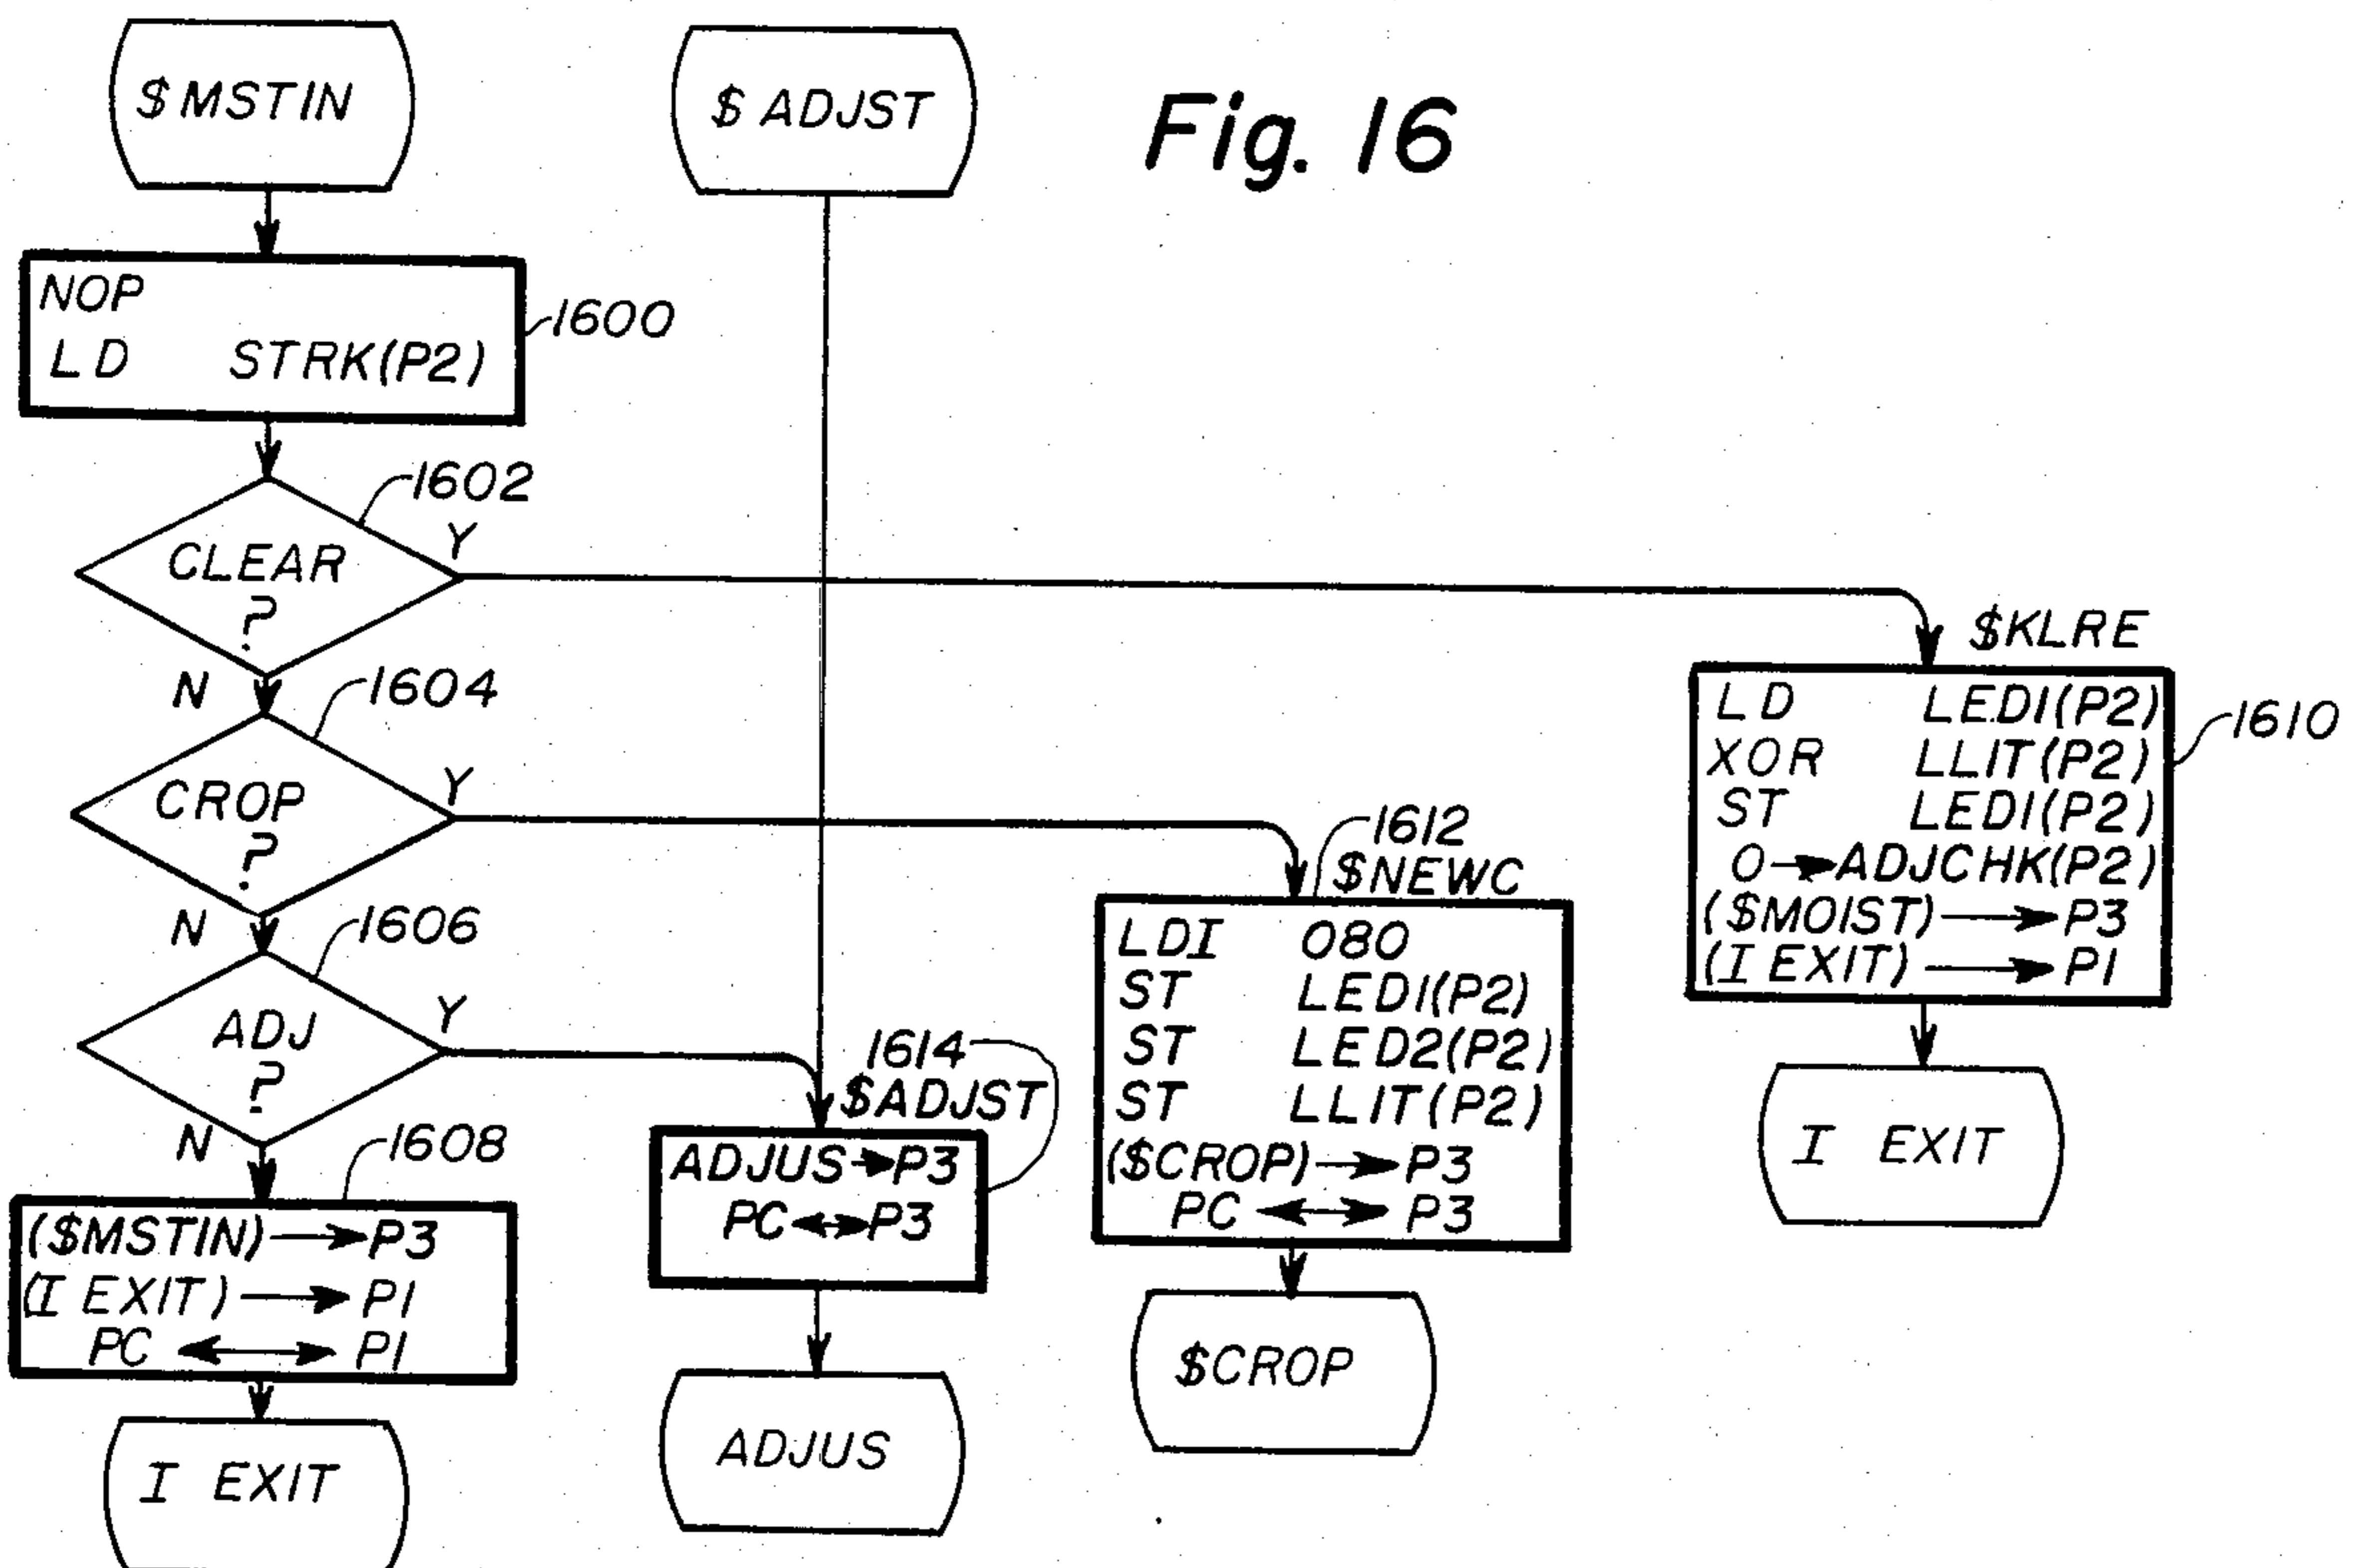 $MSTIN
$ADJST
Fig. 16
NOP
LD STRK(P2)
1600
1602
CLEAR
?
Y
N
1604
CROP
?
Y
N
1606
ADJ
?
Y
N
1608
($MSTIN)→P3
(I EXIT)→P1
PC↔P1
I EXIT
1614
$ADJST
ADJUS→P3
PC↔P3
ADJUS
1612
$NEWC
LDI 080
ST LED1(P2)
ST LED2(P2)
ST LLIT(P2)
($CROP)→P3
PC↔P3
$CROP
$KLRE
1610
LD LED1(P2)
XOR LLIT(P2)
ST LED1(P2)
0→ADJCHK(P2)
($MOIST)→P3
(I EXIT)→P1
I EXIT